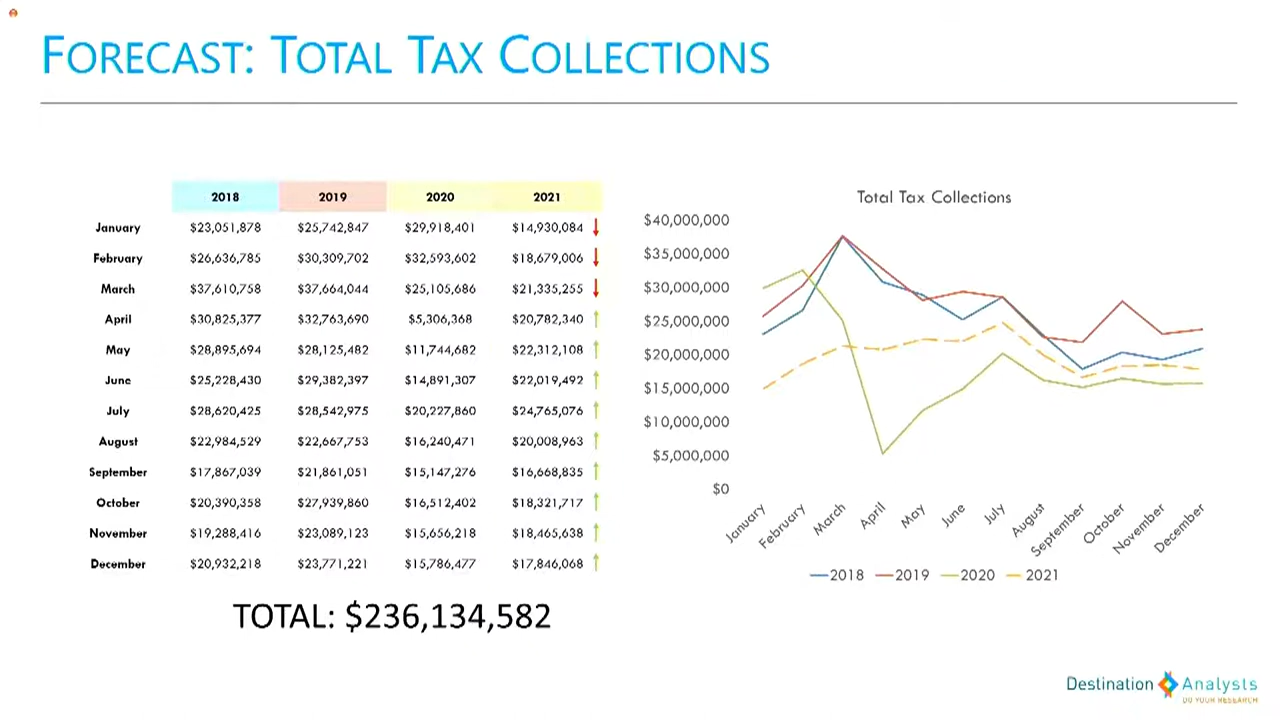 FORECAST: TOTAL TAX COLLECTIONS
2018 2019 2020 2021
January $23,051,878 $25,742,847 $29,918,401 $14,930,084
February $26,636,785 $30,309,702 $32,593,602 $18,679,006
March $37,610,758 $37,664,044 $25,105,686 $21,335,255
April $30,825,377 $32,763,690 $5,306,368 $20,782,340
May $28,895,694 $28,125,482 $11,744,682 $22,312,108
June $25,228,430 $29,382,397 $14,891,307 $22,019,492
July $28,620,425 $28,542,975 $20,227,860 $24,765,076
August $22,984,529 $22,667,753 $16,240,471 $20,008,963
September $17,867,039 $21,861,051 $15,147,276 $16,668,835
October $20,390,358 $27,939,860 $16,512,402 $18,321,717
November $19,288,416 $23,089,123 $15,656,218 $18,465,638
December $20,932,218 $23,771,221 $15,786,477 $17,846,068
TOTAL: $236,134,582
Total Tax Collections
$40,000,000
$35,000,000
$30,000,000
$25,000,000
$20,000,000
$15,000,000
$10,000,000
$5,000,000
$0
January February March April May June July August September October November December
2018 2019 2020 2021
Destination Analysts
DO YOUR RESEARCH